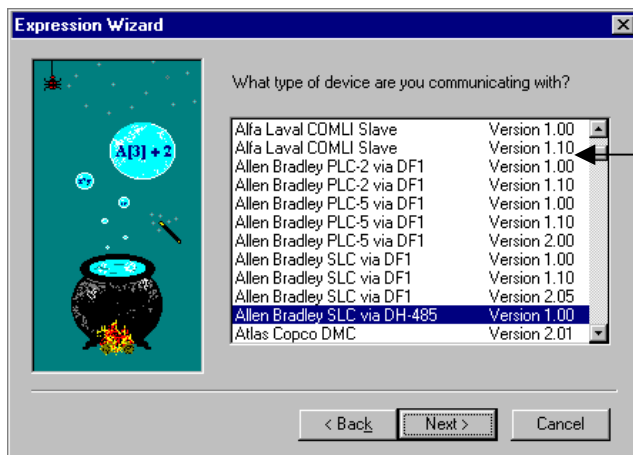 Expression Wizard
What type of device are you communicating with?
A[3] + 2
Alfa Laval COMLI Slave Version 1.00
Alfa Laval COMLI Slave Version 1.10
Allen Bradley PLC-2 via DF1 Version 1.00
Allen Bradley PLC-2 via DF1 Version 1.10
Allen Bradley PLC-5 via DF1 Version 1.00
Allen Bradley PLC-5 via DF1 Version 1.10
Allen Bradley PLC-5 via DF1 Version 2.00
Allen Bradley SLC via DF1 Version 1.00
Allen Bradley SLC via DF1 Version 1.10
Allen Bradley SLC via DF1 Version 2.05
Allen Bradley SLC via DH-485 Version 1.00
Atlas Copco DMC Version 2.01
< Back Next > Cancel